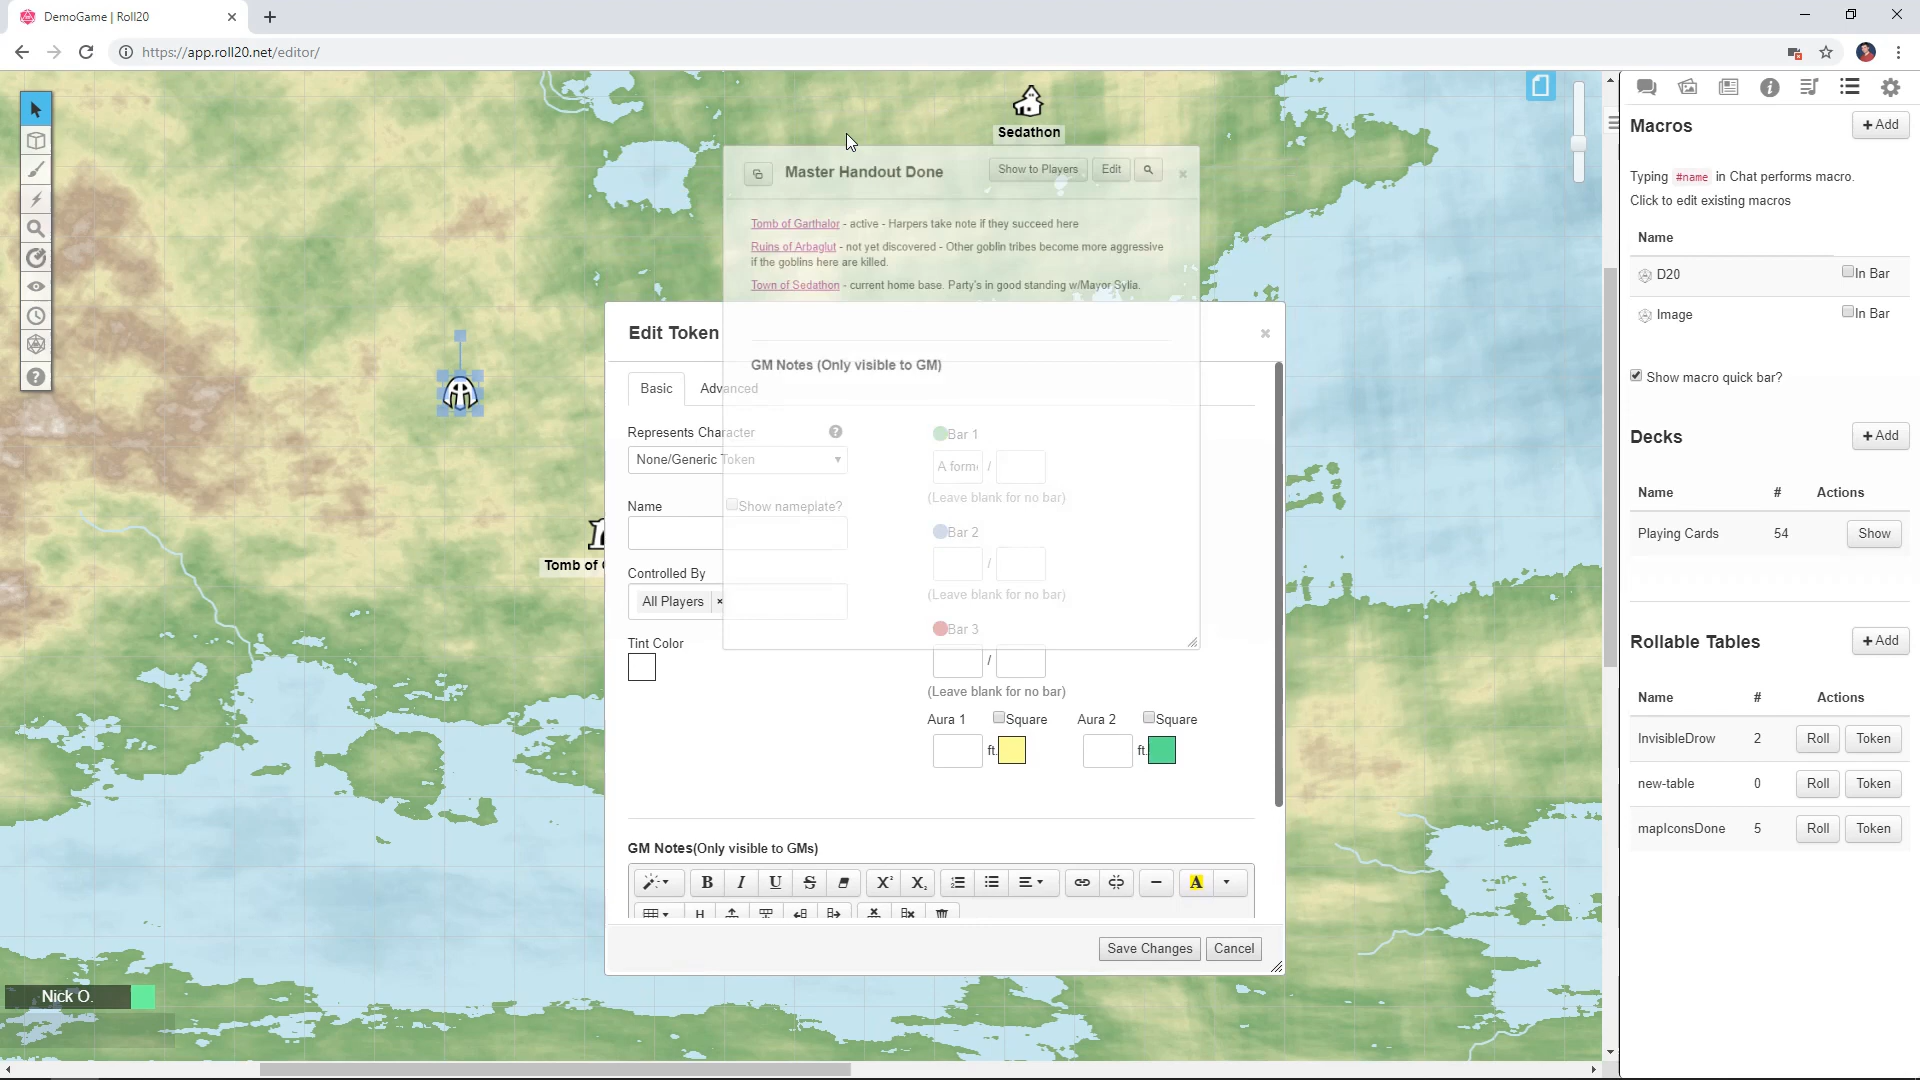 DemoGame | Roll20
https://app.roll20.net/editor/
Sedathon
Master Handout Done
Show to Players
Edit
Tomb of Garthalor - active - Harpers take note if they succeed here
Ruins of Arbaglut - not yet discovered - Other goblin tribes become more aggressive
if the goblins here are killed.
Town of Sedathon - current home base. Party's in good standing w/Mayor Sylia.
GM Notes (Only visible to GM)
Edit Token
Basic
Advanced
Represents Character
None/Generic Token
Name
Show nameplate?
Controlled By
All Players ×
Tint Color
Bar 1
A form
/
(Leave blank for no bar)
Bar 2
/
(Leave blank for no bar)
Bar 3
/
(Leave blank for no bar)
Aura 1
Square
Aura 2
Square
ft.
ft.
GM Notes(Only visible to GMs)
B I U S X² X₂ A
H
Save Changes
Cancel
Tomb of
Nick O.
Macros
+ Add
Typing #name in Chat performs macro.
Click to edit existing macros
Name
D20
In Bar
Image
In Bar
Show macro quick bar?
Decks
+ Add
Name # Actions
Playing Cards 54 Show
Rollable Tables
+ Add
Name # Actions
InvisibleDrow 2 Roll Token
new-table 0 Roll Token
mapIconsDone 5 Roll Token